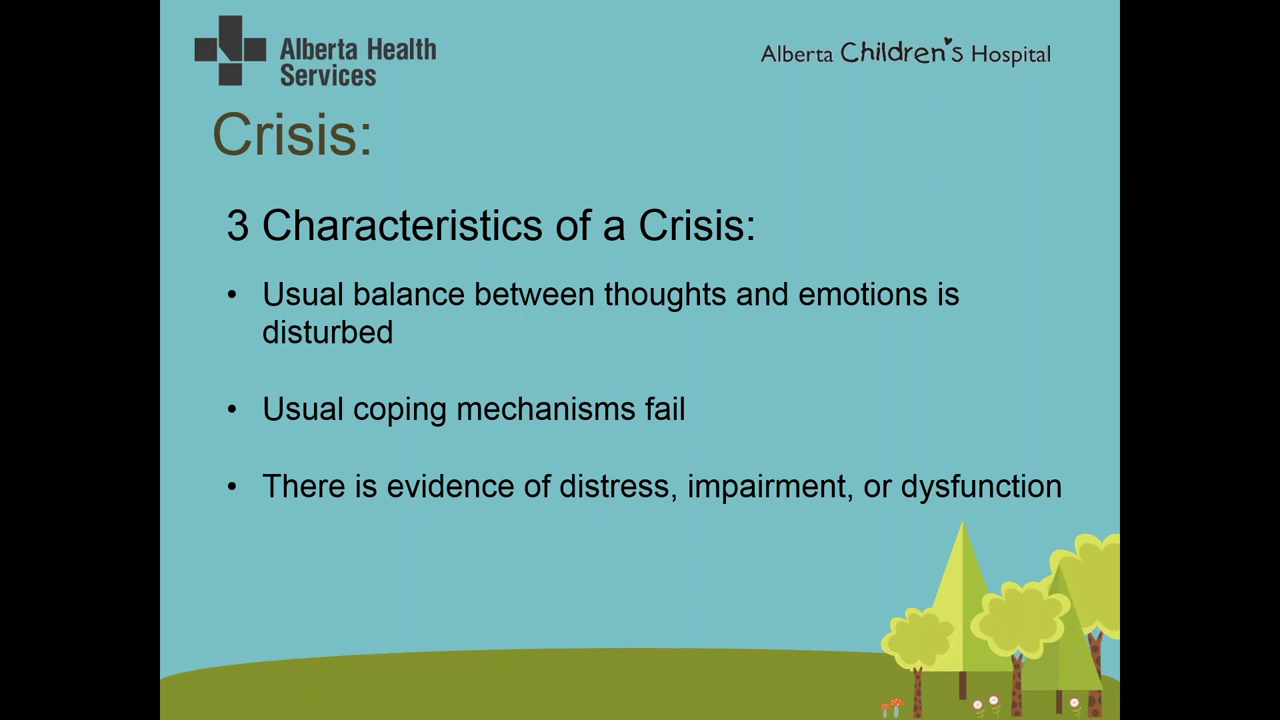 Alberta Health
Services
Alberta Children's Hospital
Crisis:
3 Characteristics of a Crisis:
• Usual balance between thoughts and emotions is
disturbed
• Usual coping mechanisms fail
• There is evidence of distress, impairment, or dysfunction